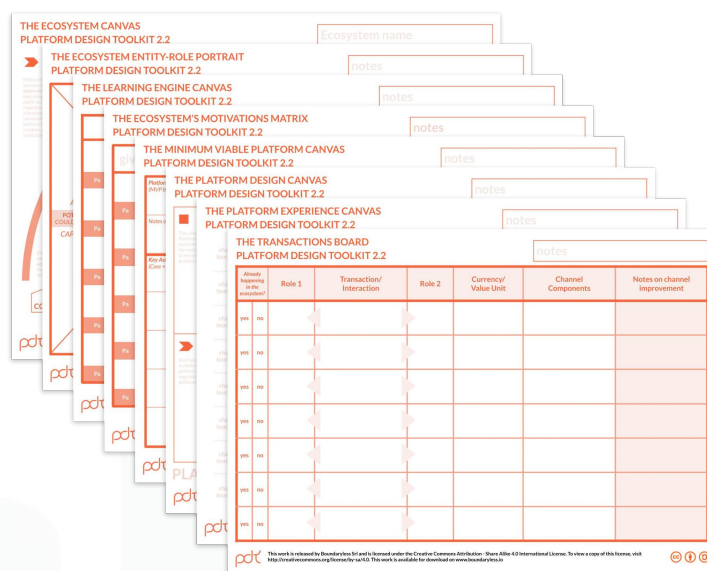 THE ECOSYSTEM CANVAS
PLATFORM DESIGN TOOLKIT 2.2
Ecosystem name
THE ECOSYSTEM ENTITY-ROLE PORTRAIT
PLATFORM DESIGN TOOLKIT 2.2
notes
THE LEARNING ENGINE CANVAS
PLATFORM DESIGN TOOLKIT 2.2
notes
THE ECOSYSTEM'S MOTIVATIONS MATRIX
PLATFORM DESIGN TOOLKIT 2.2
notes
THE MINIMUM VIABLE PLATFORM CANVAS
PLATFORM DESIGN TOOLKIT 2.2
notes
THE PLATFORM DESIGN CANVAS
PLATFORM DESIGN TOOLKIT 2.2
notes
THE PLATFORM EXPERIENCE CANVAS
PLATFORM DESIGN TOOLKIT 2.2
notes
THE TRANSACTIONS BOARD
PLATFORM DESIGN TOOLKIT 2.2
notes
Already happening in the ecosystem?
Role 1
Transaction/ Interaction
Role 2
Currency/ Value Unit
Channel Components
Notes on channel improvement
yes no
yes no
yes no
yes no
yes no
yes no
yes no
pdt
This work is released by Boundaryless Srl and is licensed under the Creative Commons Attribution - Share Alike 4.0 International License. To view a copy of this license, visit
http://creativecommons.org/license/by-sa/4.0. This work is available for download on www.boundaryless.io
cc